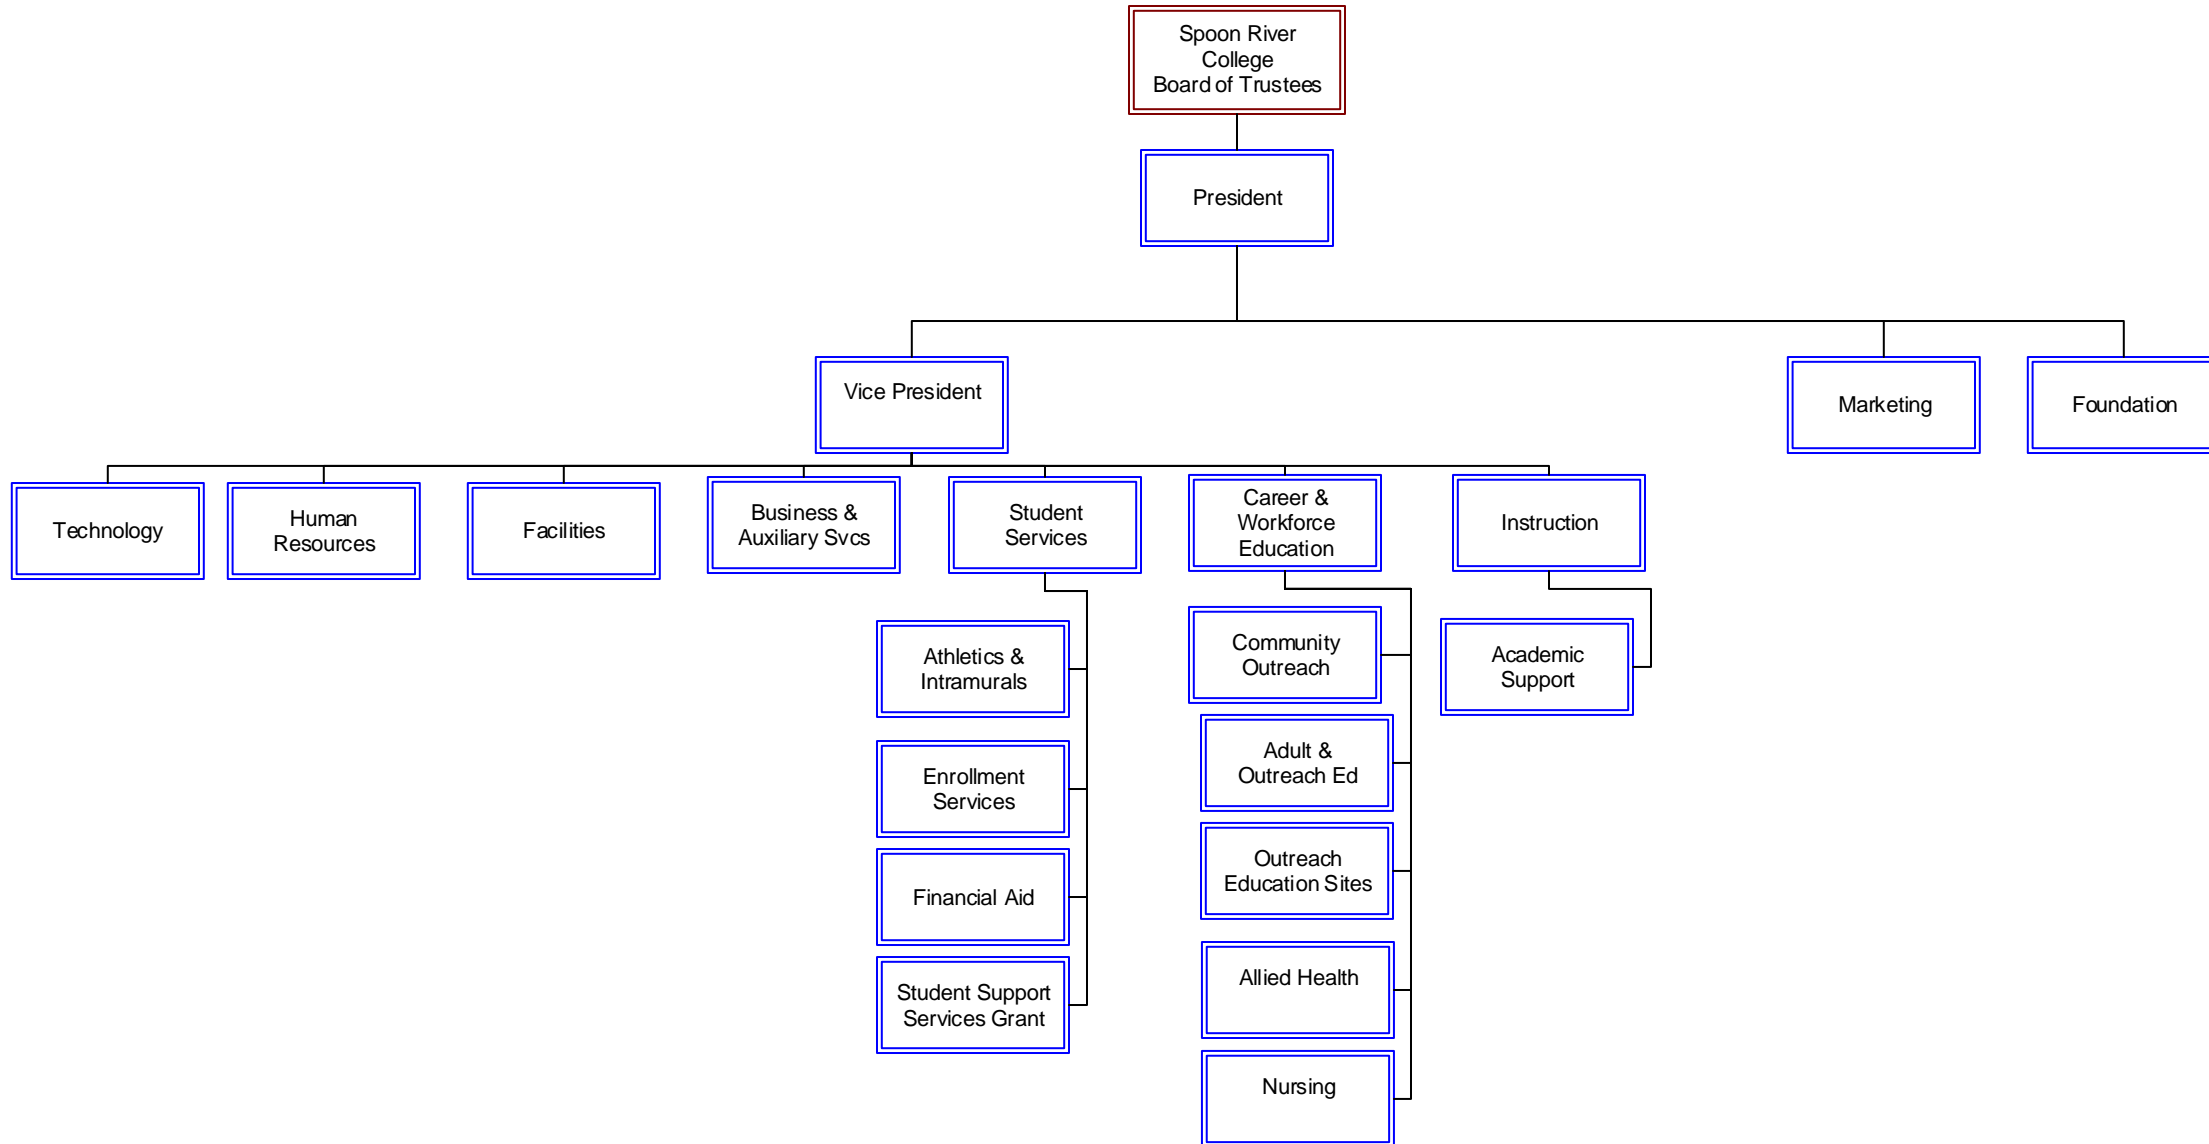 Spoon River
College
Board of Trustees
President
Vice President
Marketing
Foundation
Technology
Human
Resources
Facilities
Business &
Auxiliary Svcs
Student
Services
Career &
Workforce
Education
Instruction
Athletics &
Intramurals
Enrollment
Services
Financial Aid
Student Support
Services Grant
Community
Outreach
Adult &
Outreach Ed
Outreach
Education Sites
Allied Health
Nursing
Academic
Support